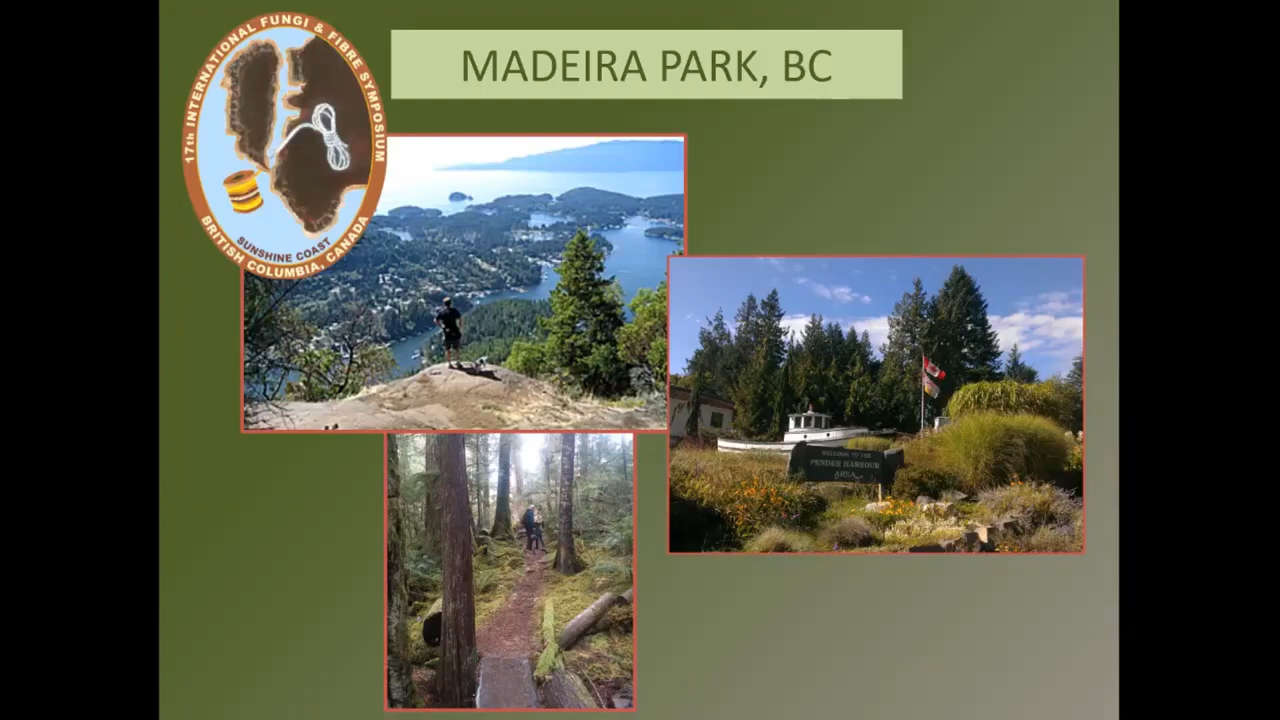 17th INTERNATIONAL FUNGI & FIBRE SYMPOSIUM
SUNSHINE COAST
BRITISH COLUMBIA, CANADA
MADEIRA PARK, BC
WELCOME TO THE
PENDER HARBOUR
AREA